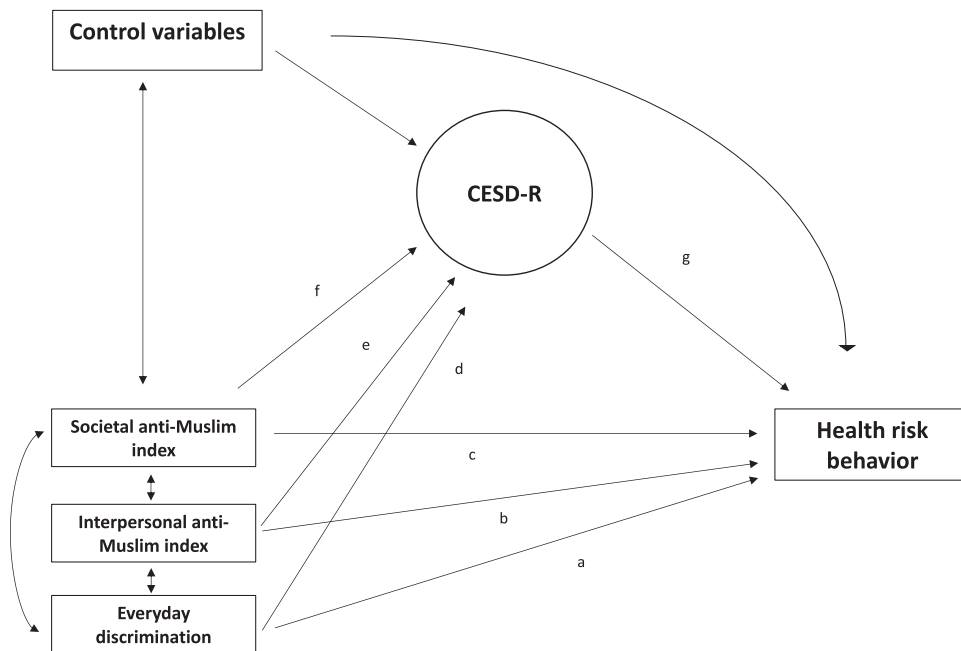 Control variables
CESD-R
g
f
e
d
Societal anti-Muslim
index
c
Health risk
behavior
Interpersonal anti-
Muslim index
b
a
Everyday
discrimination